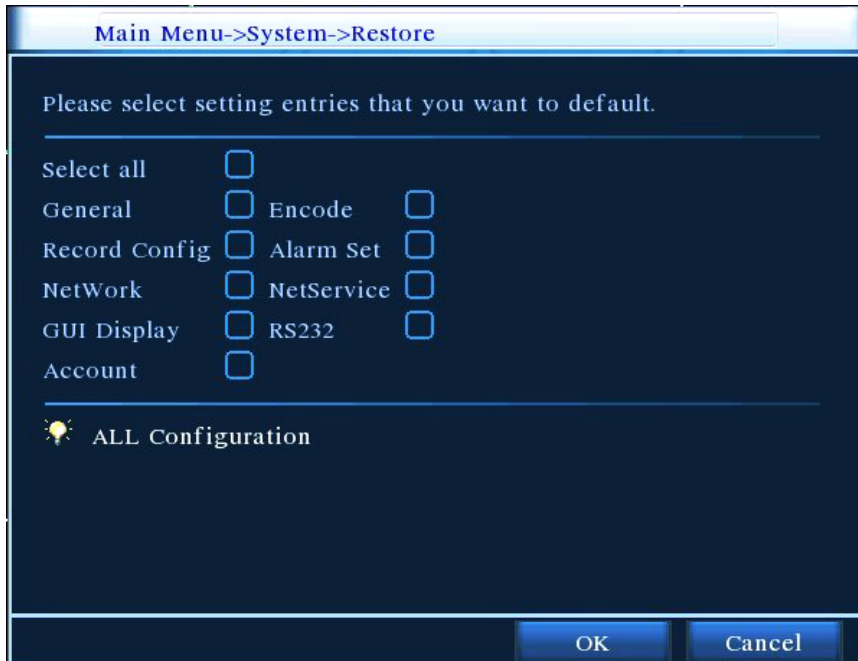 Main Menu->System->Restore
Please select setting entries that you want to default.
Select all
General Encode
Record Config Alarm Set
NetWork NetService
GUI Display RS232
Account
ALL Configuration
OK Cancel